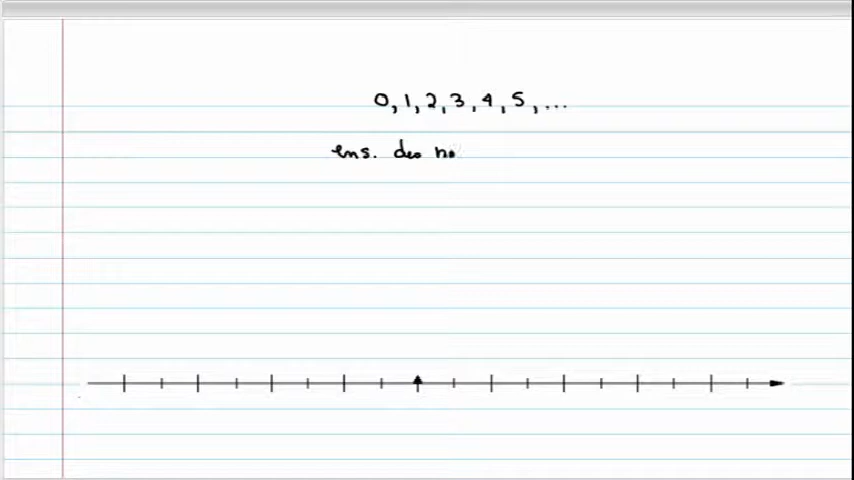 0, 1, 2, 3, 4, 5, ...
ens. des no